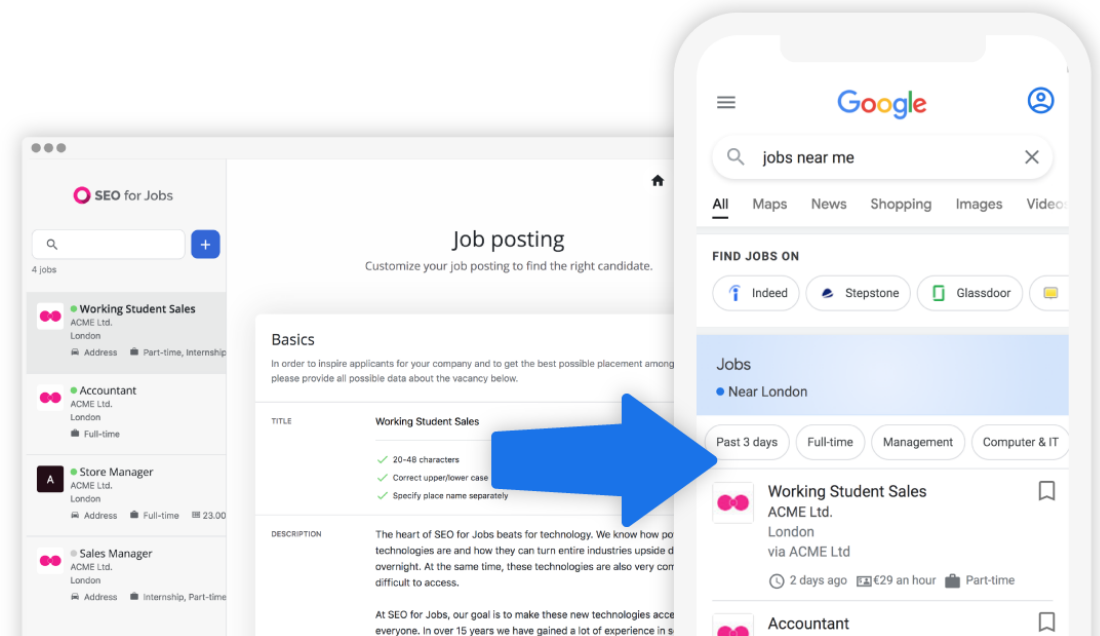 SEO for Jobs
4 jobs
Working Student Sales
ACME Ltd.
London
Address Part-time, Internship
Accountant
ACME Ltd.
London
Full-time
A
Store Manager
ACME Ltd.
London
Address Full-time 23.00
Sales Manager
ACME Ltd.
London
Address Internship, Part-time
Job posting
Customize your job posting to find the right candidate.
Basics
In order to inspire applicants for your company and to get the best possible placement among
please provide all possible data about the vacancy below.
TITLE
Working Student Sales
20-48 characters
Correct upper/lower case
Specify place name separately
DESCRIPTION
The heart of SEO for Jobs beats for technology. We know how
technologies are and how they can turn entire industries upside
overnight. At the same time, these technologies are also very
difficult to access.
At SEO for Jobs, our goal is to make these new technologies
everyone. In over 15 years we have gained a lot of experience in
Google
jobs near me
All Maps News Shopping Images Videos
FIND JOBS ON
Indeed Stepstone Glassdoor
Jobs
Near London
Past 3 days Full-time Management Computer & IT
Working Student Sales
ACME Ltd.
London
via ACME Ltd
2 days ago €29 an hour Part-time
Accountant